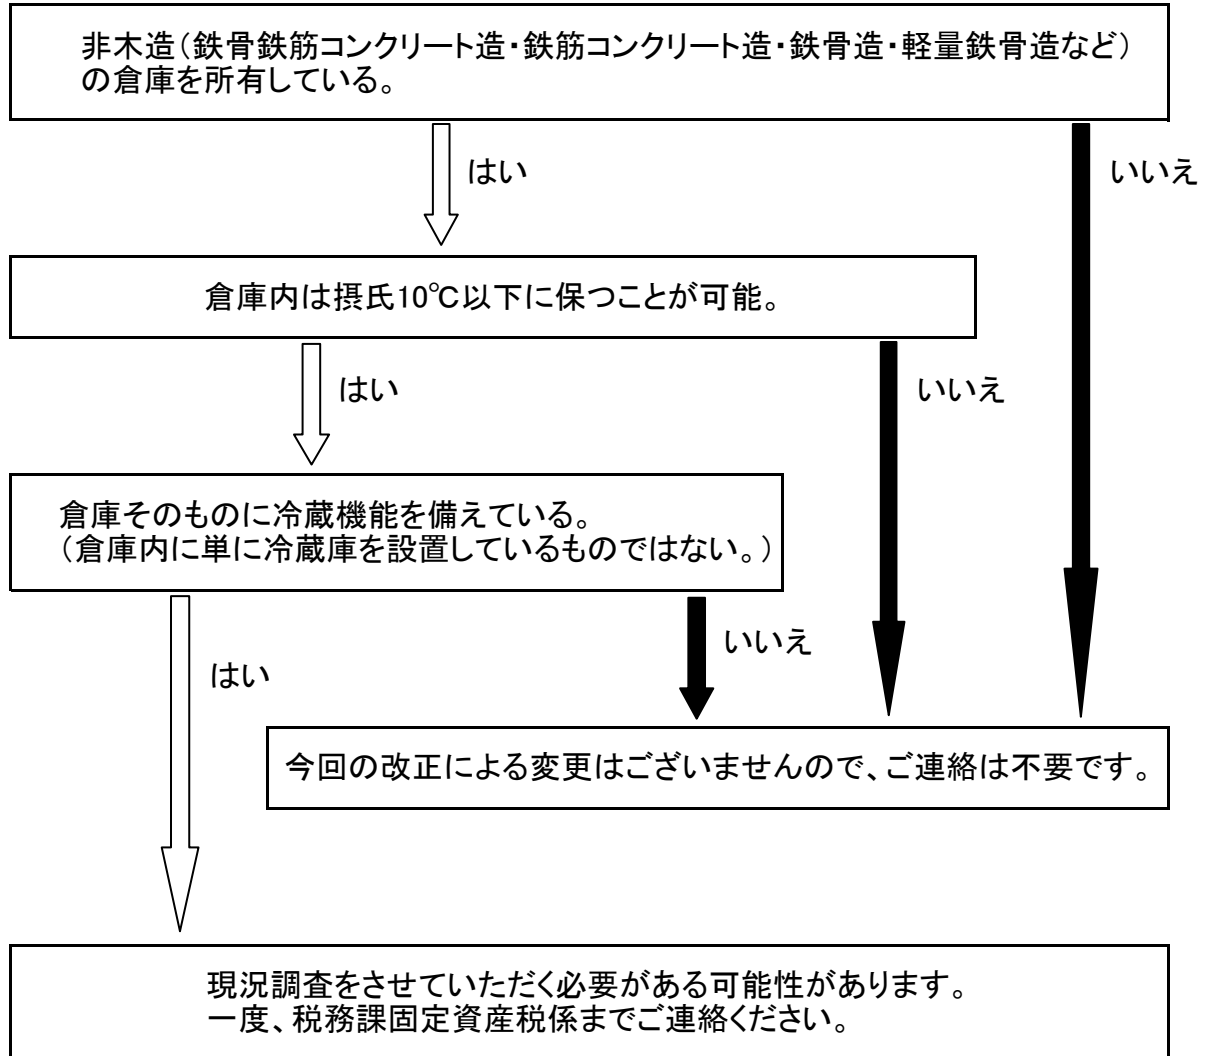 非木造（鉄骨鉄筋コンクリート造・鉄筋コンクリート造・鉄骨造・軽量鉄骨造など）
の倉庫を所有している。
はい
いいえ
倉庫内は摂氏10℃以下に保つことが可能。
はい
いいえ
倉庫そのものに冷蔵機能を備えている。
（倉庫内に単に冷蔵庫を設置しているものではない。）
はい
いいえ
今回の改正による変更はございませんので、ご連絡は不要です。
現況調査をさせていただく必要がある可能性があります。
一度、税務課固定資産税係までご連絡ください。